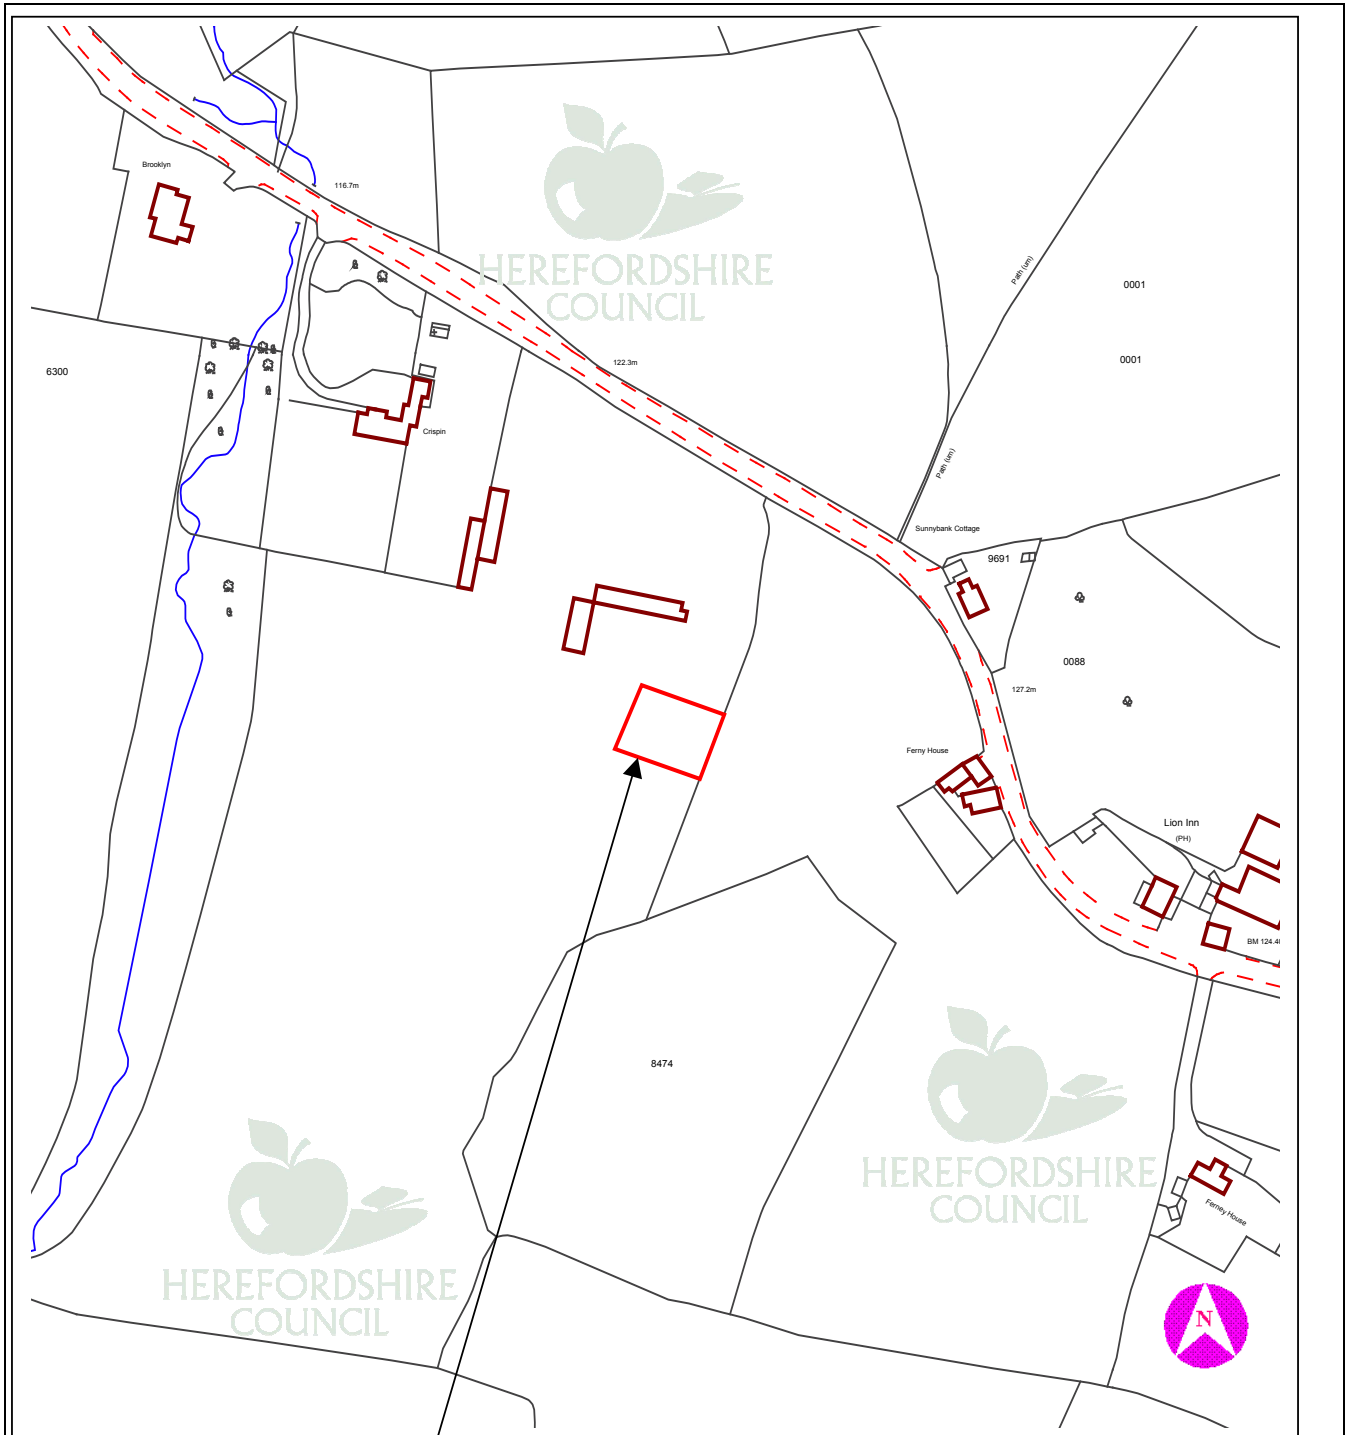 Brooklyn
116.7m
HEREFORDSHIRE
COUNCIL
Path (um)
0001
0001
122.3m
6300
Crispin
Path (um)
Sunnybank Cottage
9691
0088
127.2m
Ferny House
Lion Inn
(PH)
BM 124.4
8474
HEREFORDSHIRE
COUNCIL
Ferney House
HEREFORDSHIRE
COUNCIL
N